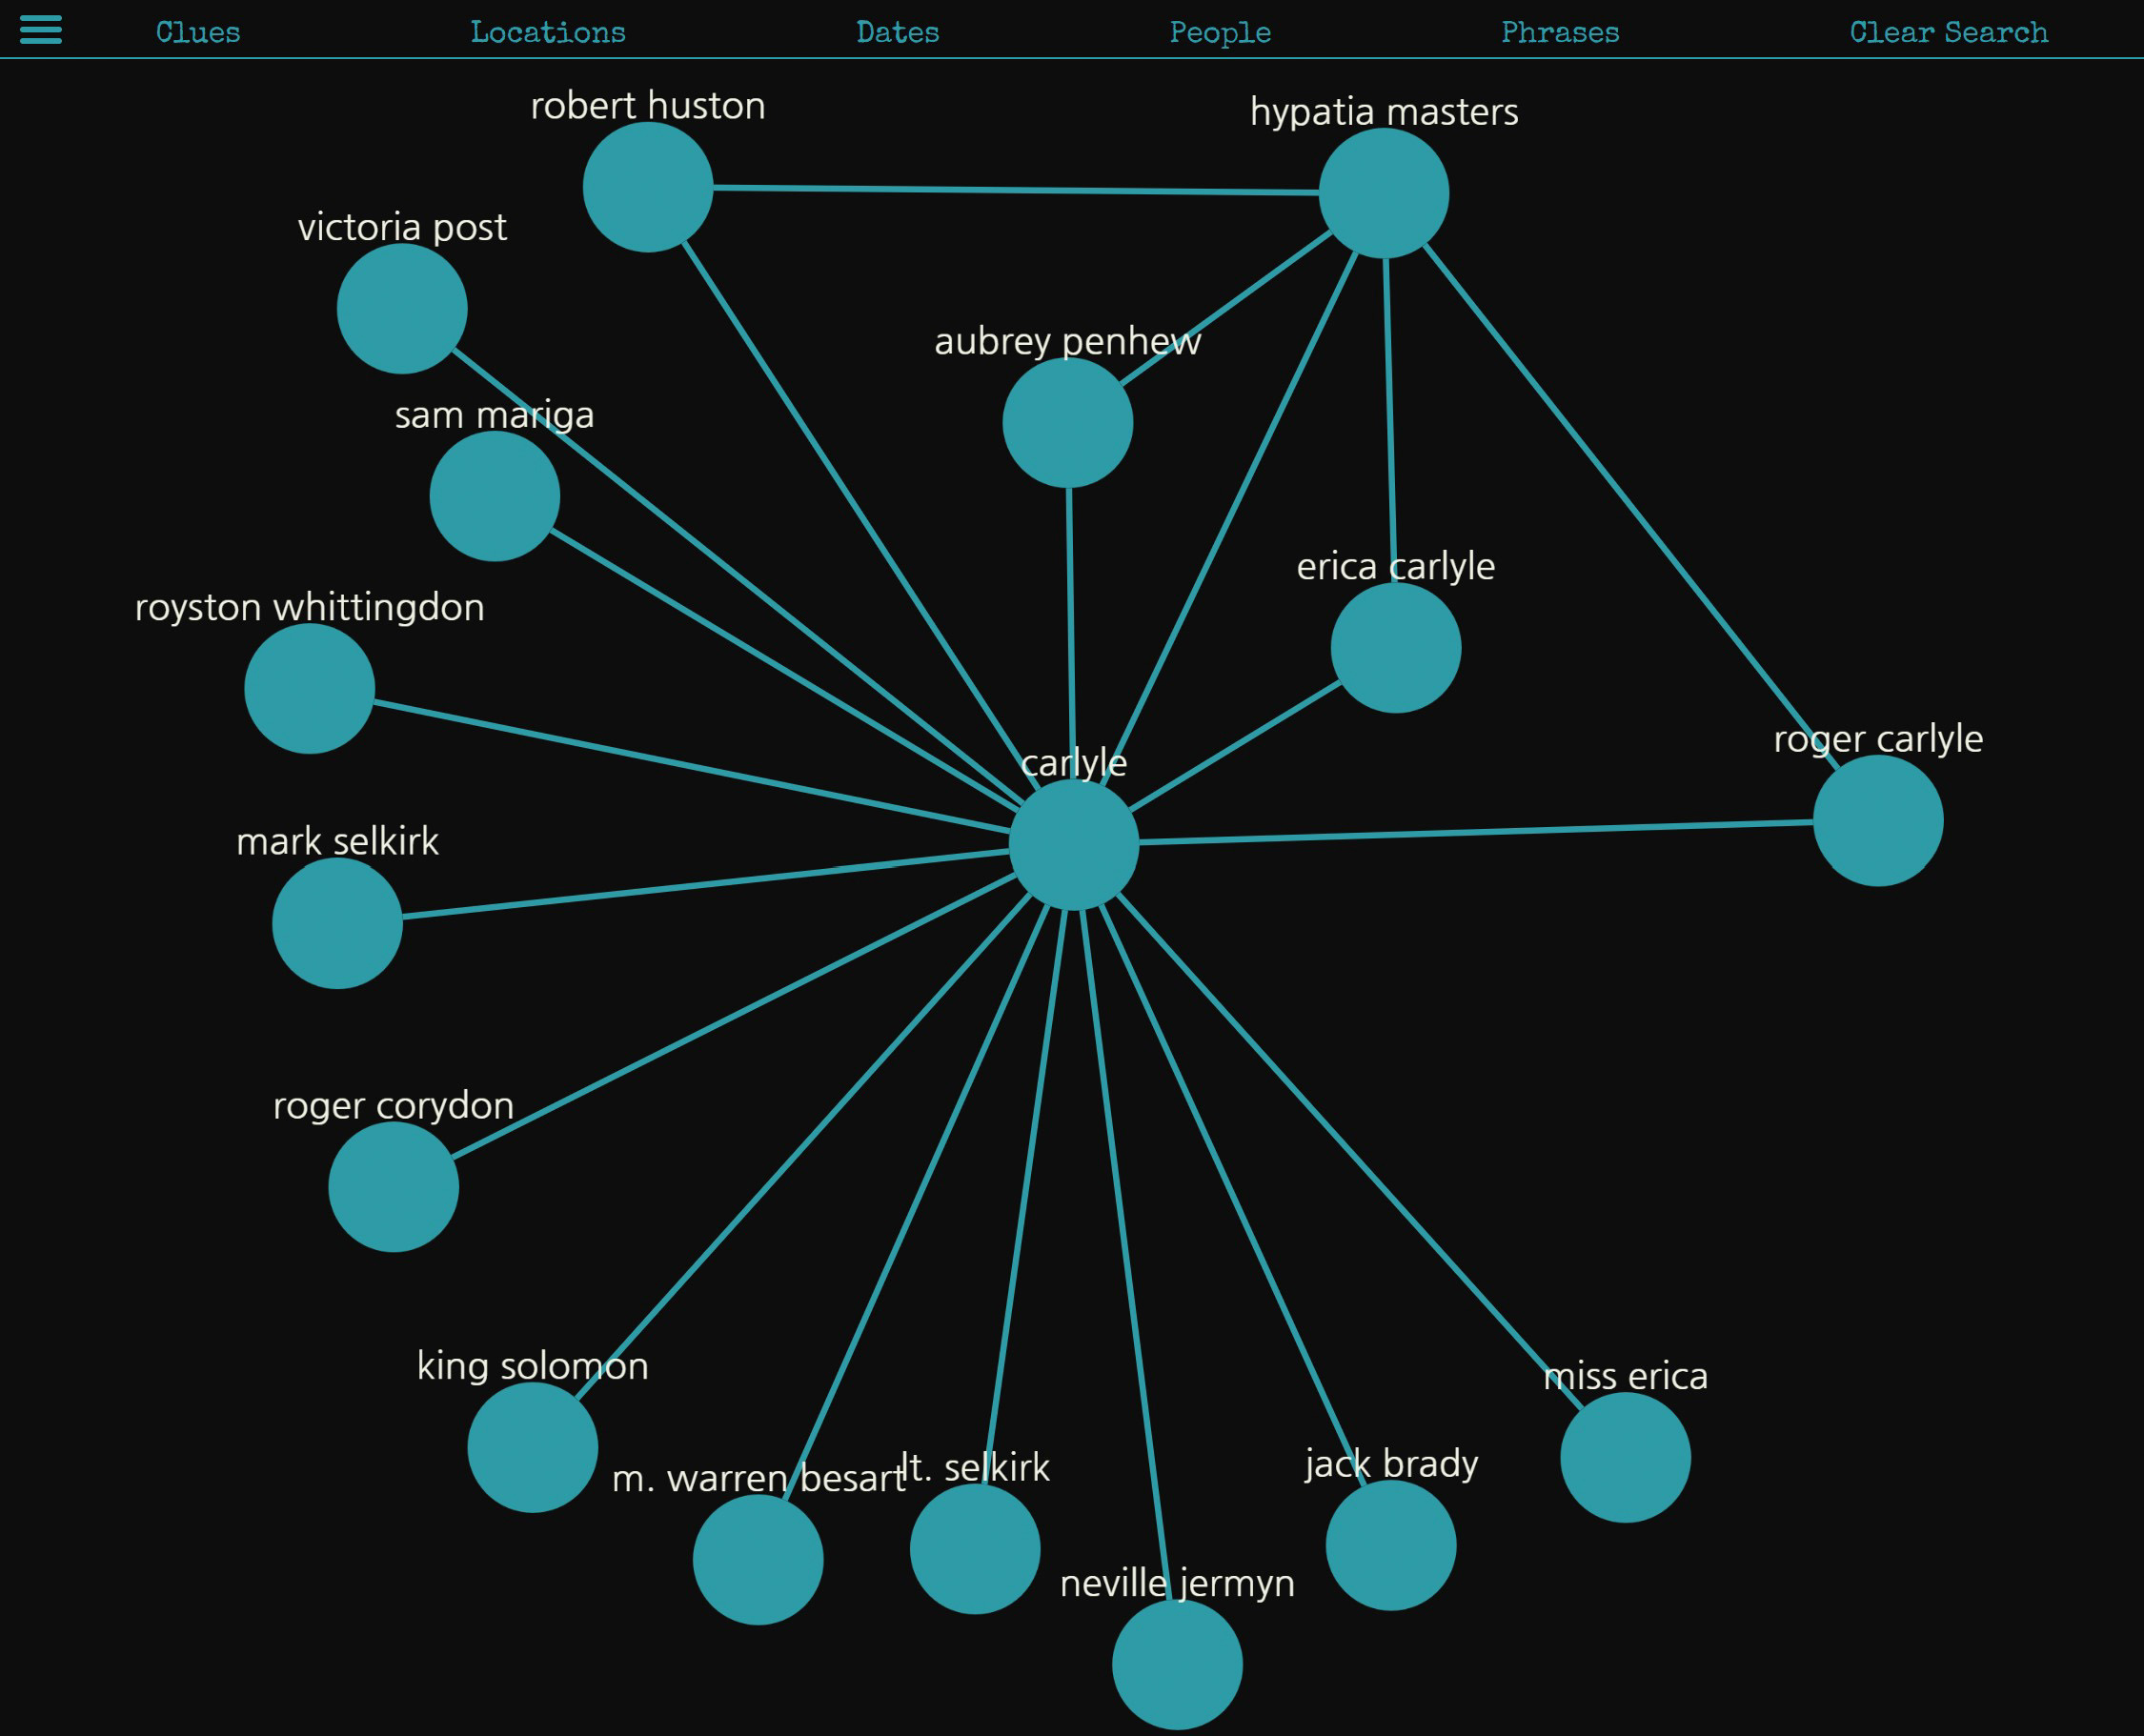 Clues Locations Dates People Phrases Clear Search
robert huston
hypatia masters
victoria post
aubrey penhew
sam mariga
erica carlyle
royston whittingdon
roger carlyle
carlyle
mark selkirk
roger corydon
king solomon
miss erica
m. warren besart
lt. selkirk
jack brady
neville jermyn